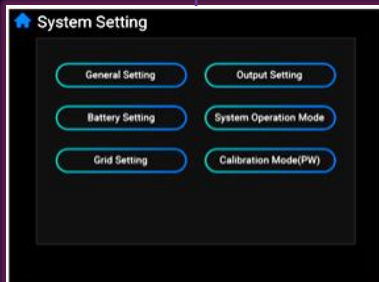 System Setting
General Setting
Output Setting
Battery Setting
System Operation Mode
Grid Setting
Calibration Mode(PW)